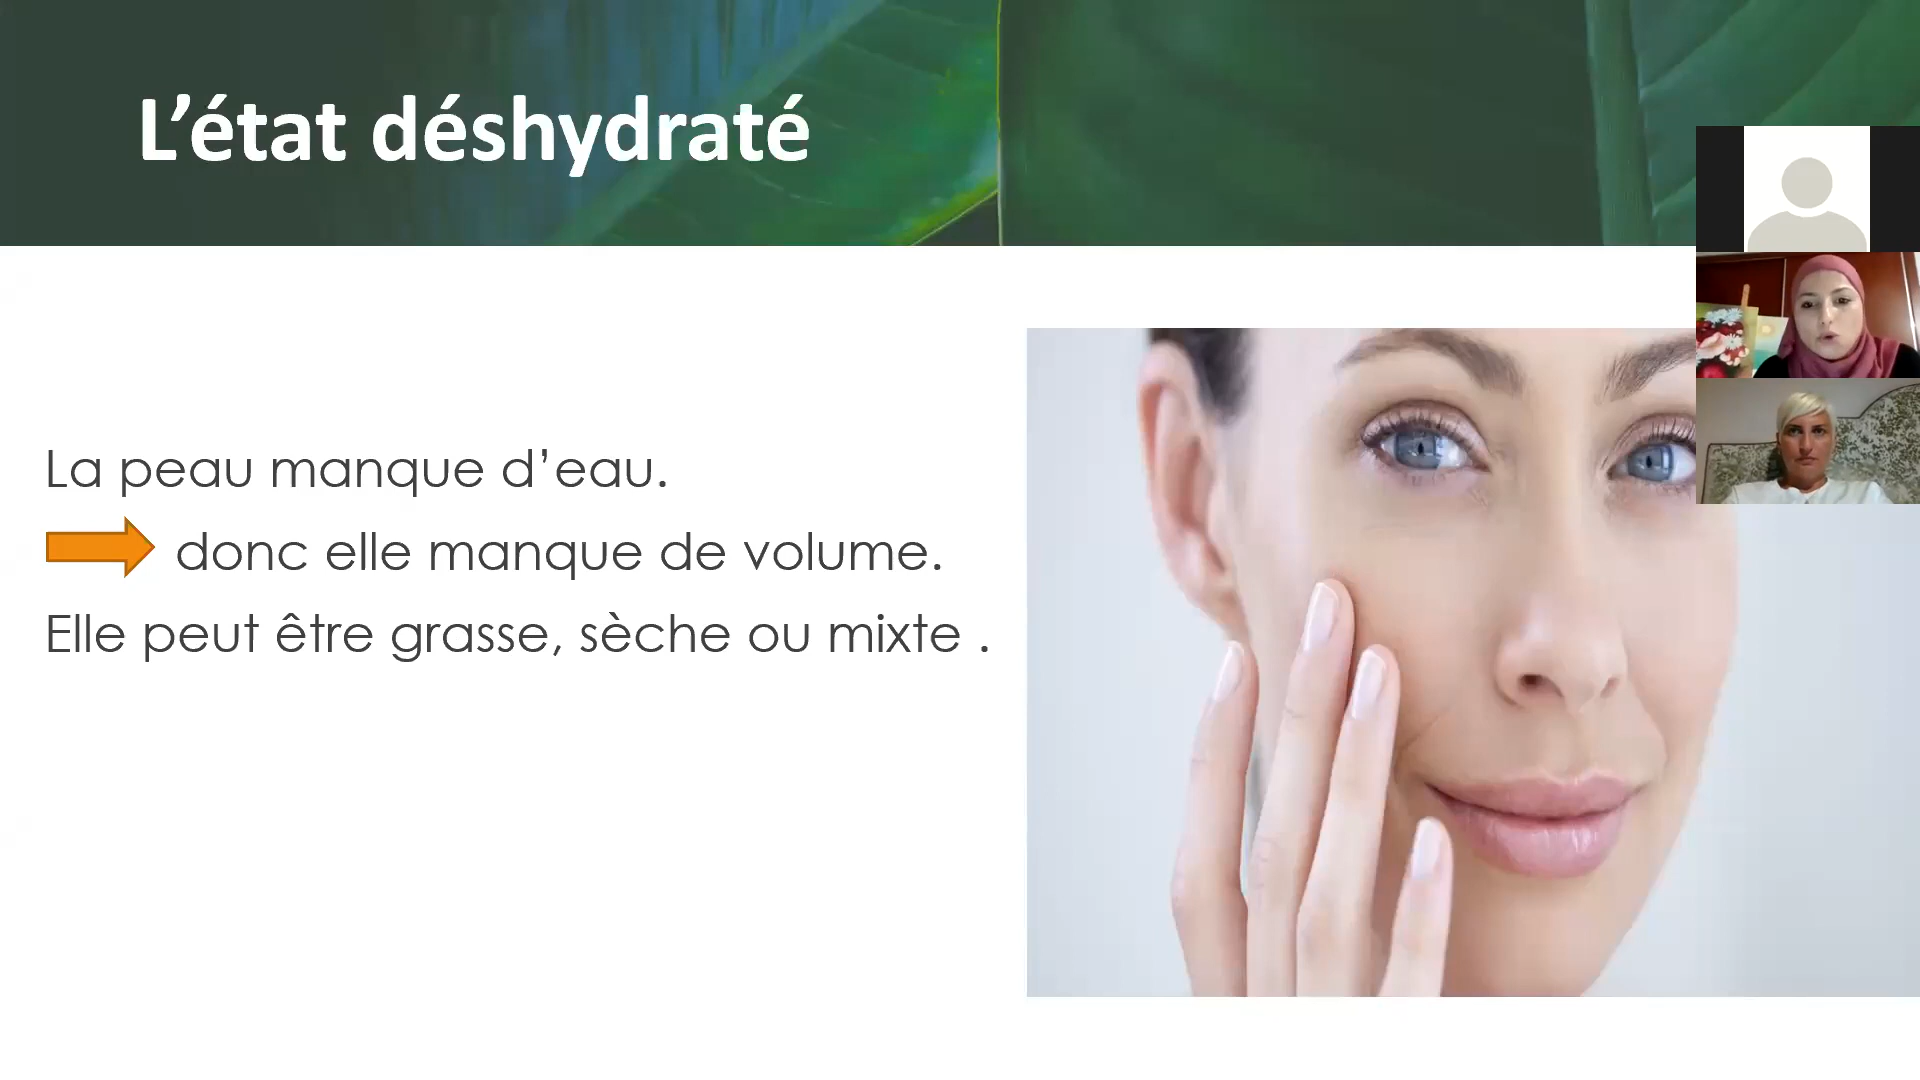 L’état déshydraté
La peau manque d’eau.
donc elle manque de volume.
Elle peut être grasse, sèche ou mixte .